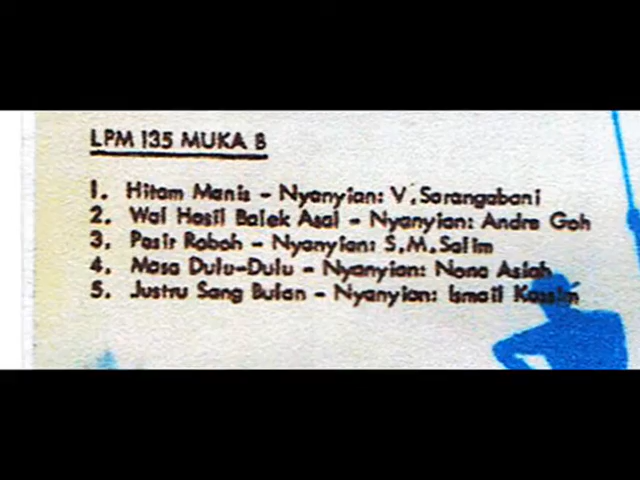 LPM 135 MUKA B
1. Hitam Manis - Nyanyian: V. Sarangabani
2. Wal Hasil Balek Asal - Nyanyian: Andre Goh
3. Pasir Roboh - Nyanyian: S.M.Salim
4. Masa Dulu-Dulu - Nyanyian: Nona Asiah
5. Justru Sang Bulan - Nyanyian: Ismail Kassim